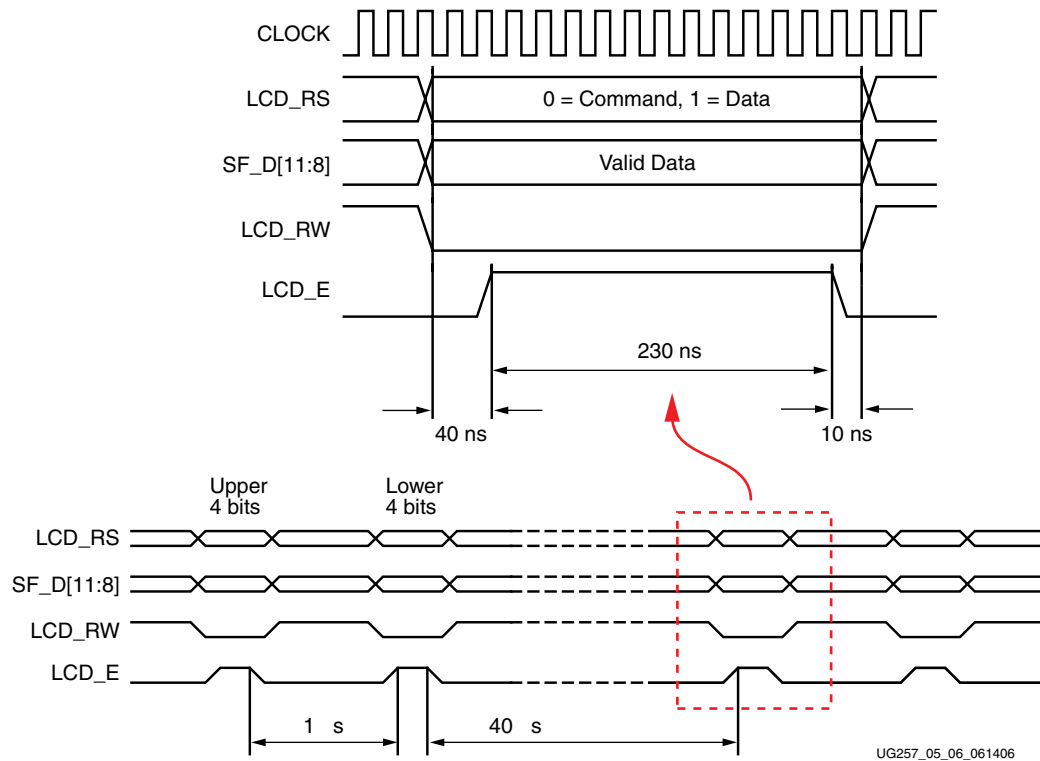 CLOCK
LCD_RS
0 = Command, 1 = Data
SF_D[11:8]
Valid Data
LCD_RW
LCD_E
230 ns
40 ns
10 ns
Upper
4 bits
Lower
4 bits
LCD_RS
SF_D[11:8]
LCD_RW
LCD_E
1 s
40 s
UG257_05_06_061406